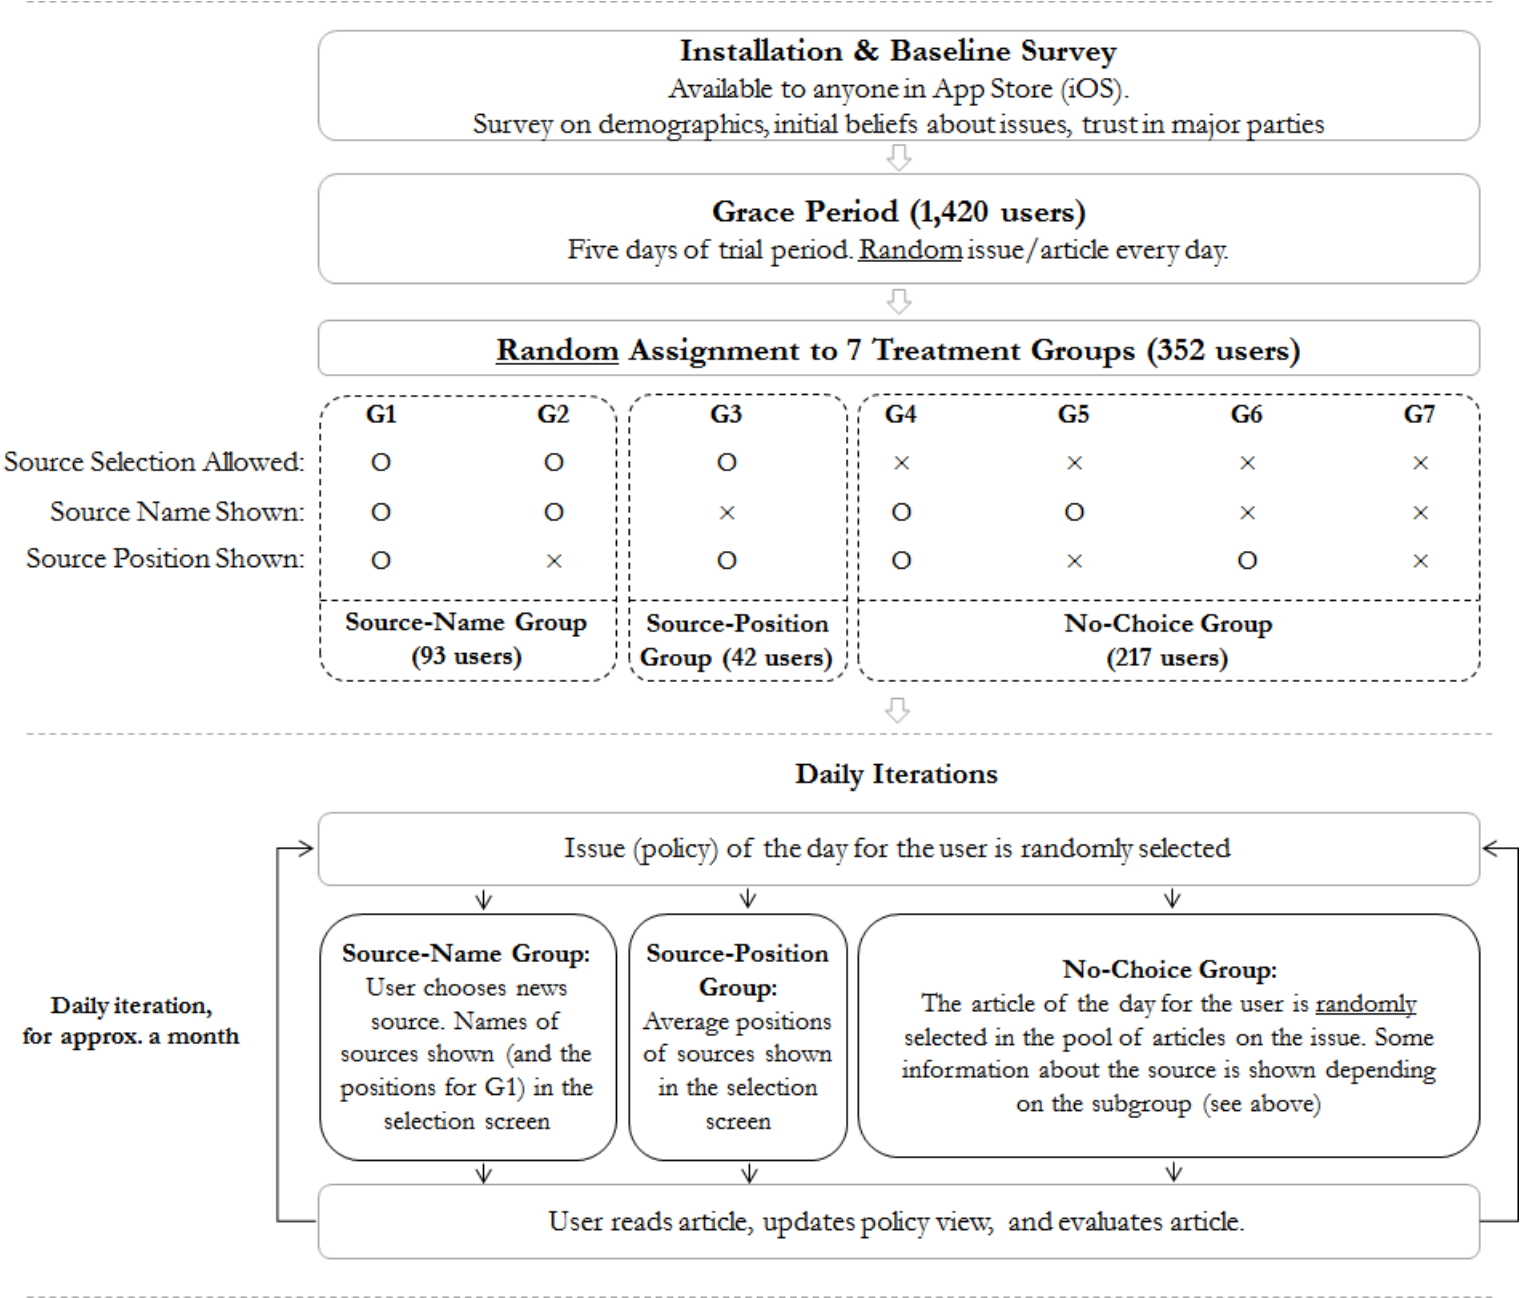 Installation & Baseline Survey
Available to anyone in App Store (iOS).
Survey on demographics, initial beliefs about issues, trust in major parties
Grace Period (1,420 users)
Five days of trial period. Random issue/article every day.
Random Assignment to 7 Treatment Groups (352 users)
G1 G2 G3 G4 G5 G6 G7
Source Selection Allowed: O O O × × × ×
Source Name Shown: O O × O O × ×
Source Position Shown: O × O O × O ×
Source-Name Group
(93 users)
Source-Position
Group (42 users)
No-Choice Group
(217 users)
Daily Iterations
Issue (policy) of the day for the user is randomly selected
Daily iteration,
for approx. a month
Source-Name Group:
User chooses news
source. Names of
sources shown (and the
positions for G1) in the
selection screen
Source-Position
Group:
Average positions
of sources shown
in the selection
screen
No-Choice Group:
The article of the day for the user is randomly
selected in the pool of articles on the issue. Some
information about the source is shown depending
on the subgroup (see above)
User reads article, updates policy view, and evaluates article.